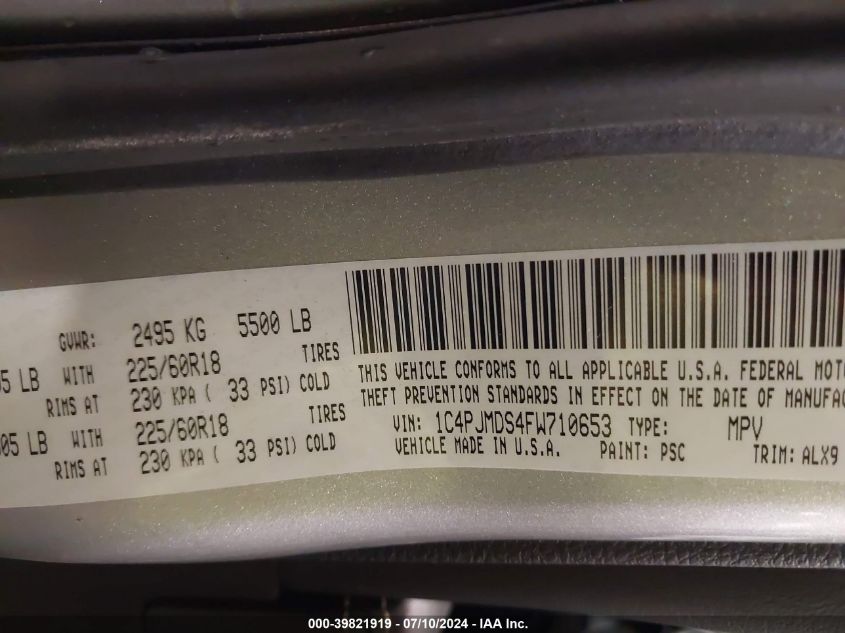 GVWR: 2495 KG 5500 LB
05 LB WITH 225/60R18 TIRES
RIMS AT 230 KPA ( 33 PSI) COLD
05 LB WITH 225/60R18 TIRES
RIMS AT 230 KPA ( 33 PSI) COLD
THIS VEHICLE CONFORMS TO ALL APPLICABLE U.S.A. FEDERAL MOT
THEFT PREVENTION STANDARDS IN EFFECT ON THE DATE OF MANUFAC
VIN: 1C4PJMDS4FW710653 TYPE: MPV
VEHICLE MADE IN U.S.A. PAINT: PSC TRIM: ALX9
000-39821919 - 07/10/2024 - IAA Inc.